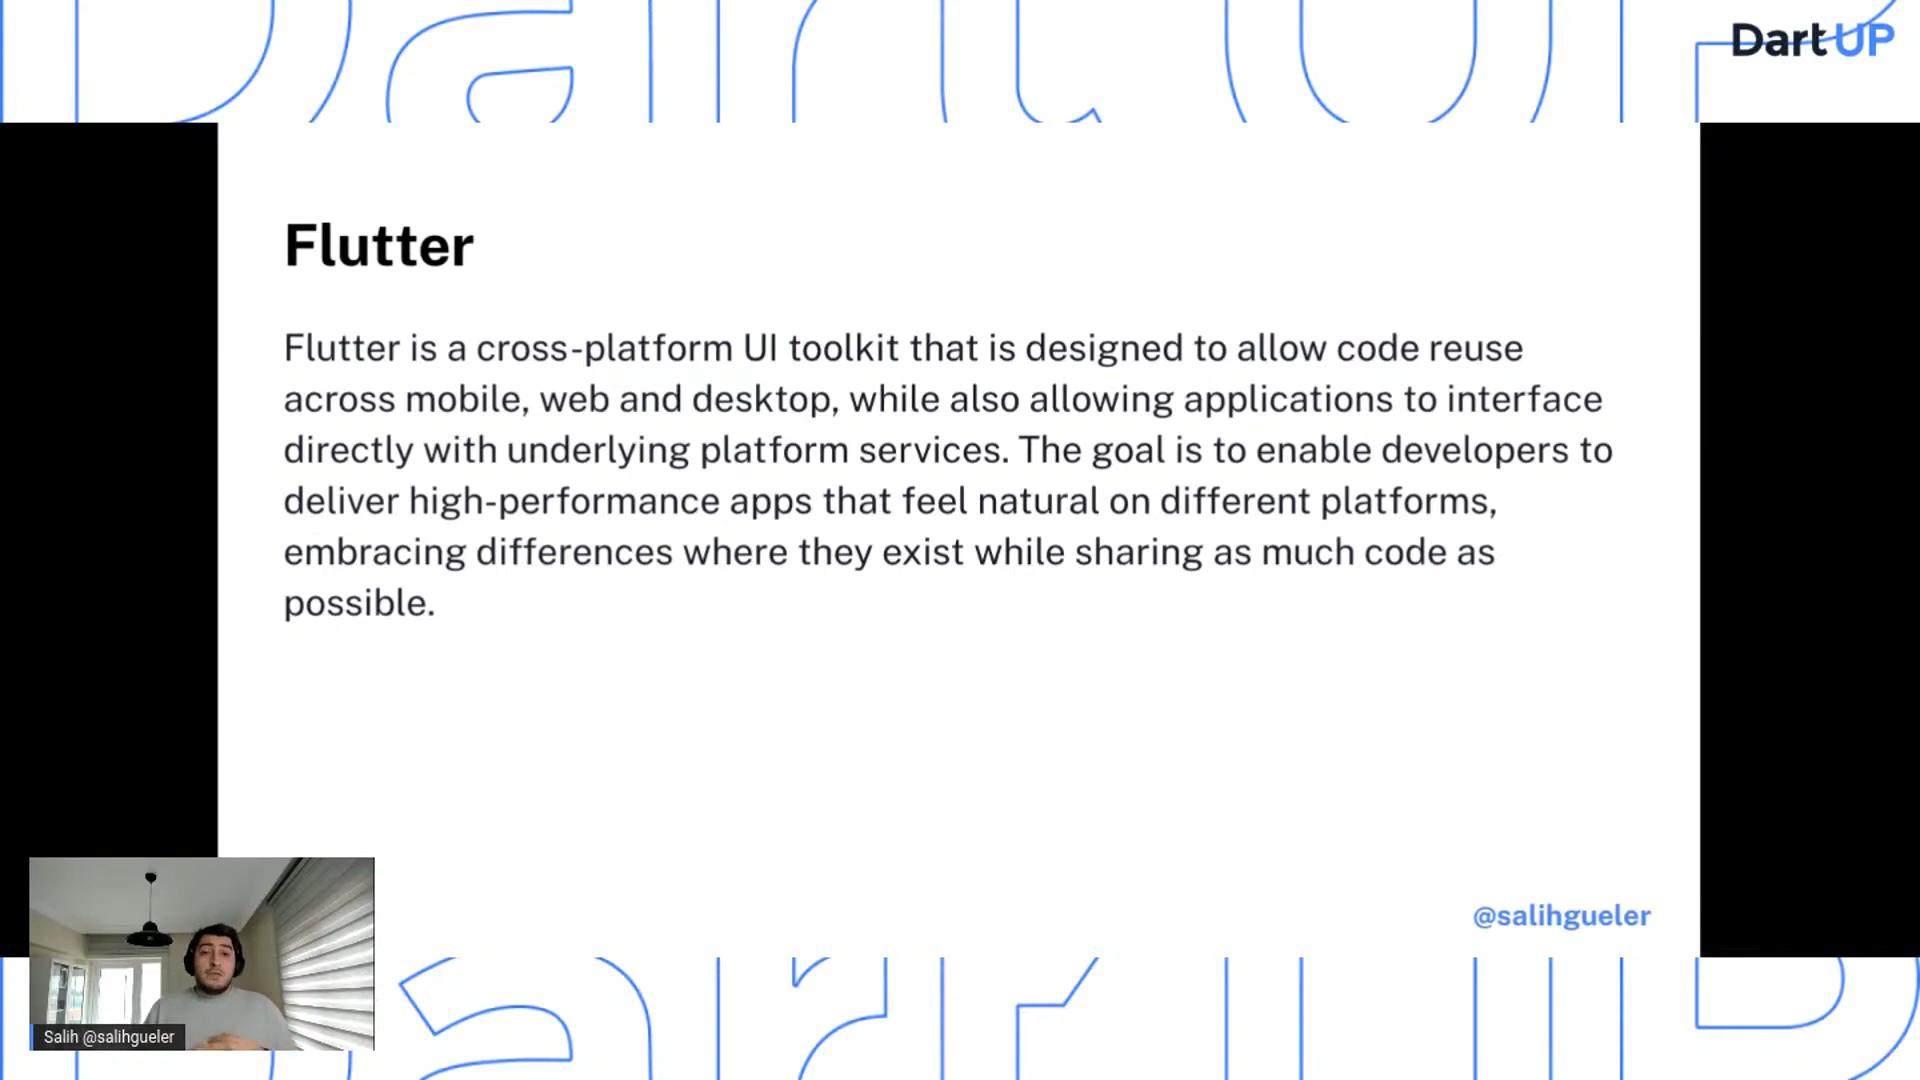 Dart UP
Flutter
Flutter is a cross-platform UI toolkit that is designed to allow code reuse
across mobile, web and desktop, while also allowing applications to interface
directly with underlying platform services. The goal is to enable developers to
deliver high-performance apps that feel natural on different platforms,
embracing differences where they exist while sharing as much code as
possible.
@salihgueler
Salih @salihgueler